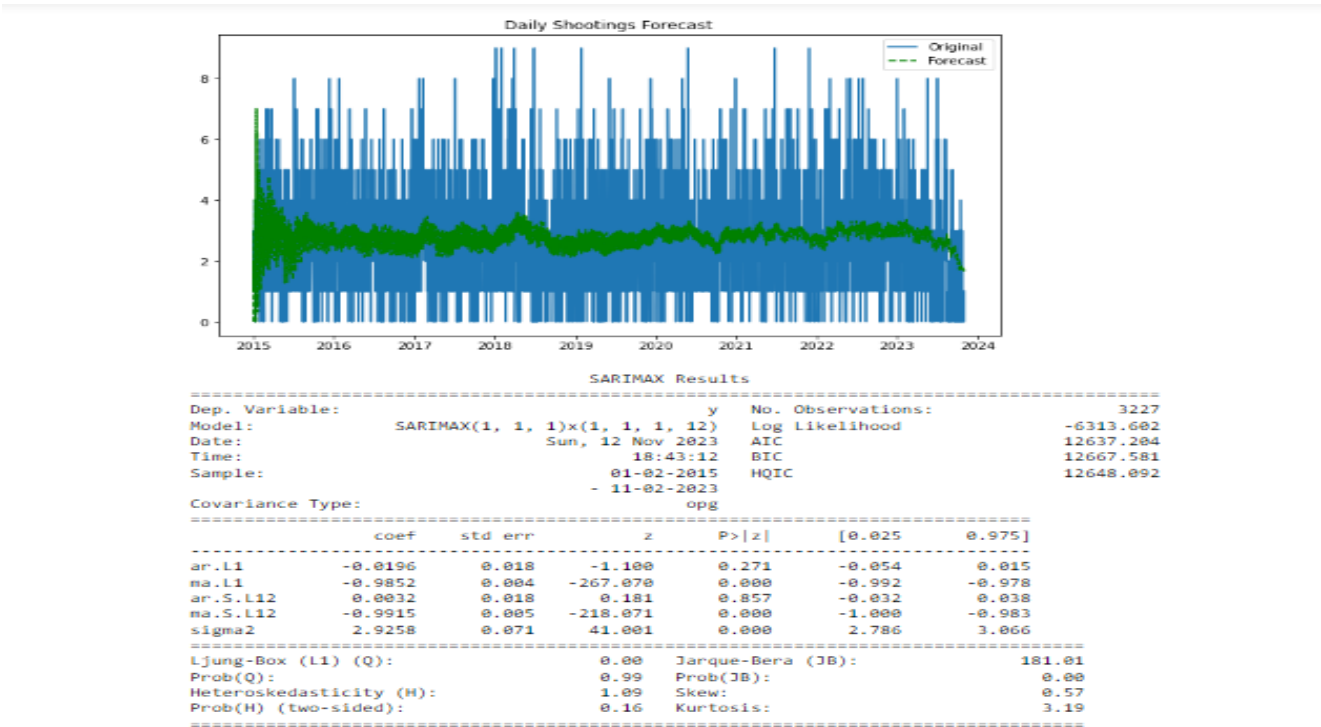 Daily Shootings Forecast
Original
Forecast
8
6
4
2
0
2015 2016 2017 2018 2019 2020 2021 2022 2023 2024
SARIMAX Results
==========================================================================================
Dep. Variable: y No. Observations: 3227
Model: SARIMAX(1, 1, 1)x(1, 1, 1, 12) Log Likelihood -6313.602
Date: Sun, 12 Nov 2023 AIC 12637.204
Time: 18:43:12 BIC 12667.581
Sample: 01-02-2015 HQIC 12648.092
- 11-02-2023
Covariance Type: opg
==============================================================================
coef std err z P>|z| [0.025 0.975]
------------------------------------------------------------------------------
ar.L1 -0.0196 0.018 -1.100 0.271 -0.054 0.015
ma.L1 -0.9852 0.004 -267.070 0.000 -0.992 -0.978
ar.S.L12 0.0032 0.018 0.181 0.857 -0.032 0.038
ma.S.L12 -0.9915 0.005 -218.071 0.000 -1.000 -0.983
sigma2 2.9258 0.071 41.001 0.000 2.786 3.066
===================================================================================
Ljung-Box (L1) (Q): 0.00 Jarque-Bera (JB): 181.01
Prob(Q): 0.99 Prob(JB): 0.00
Heteroskedasticity (H): 1.09 Skew: 0.57
Prob(H) (two-sided): 0.16 Kurtosis: 3.19
===================================================================================